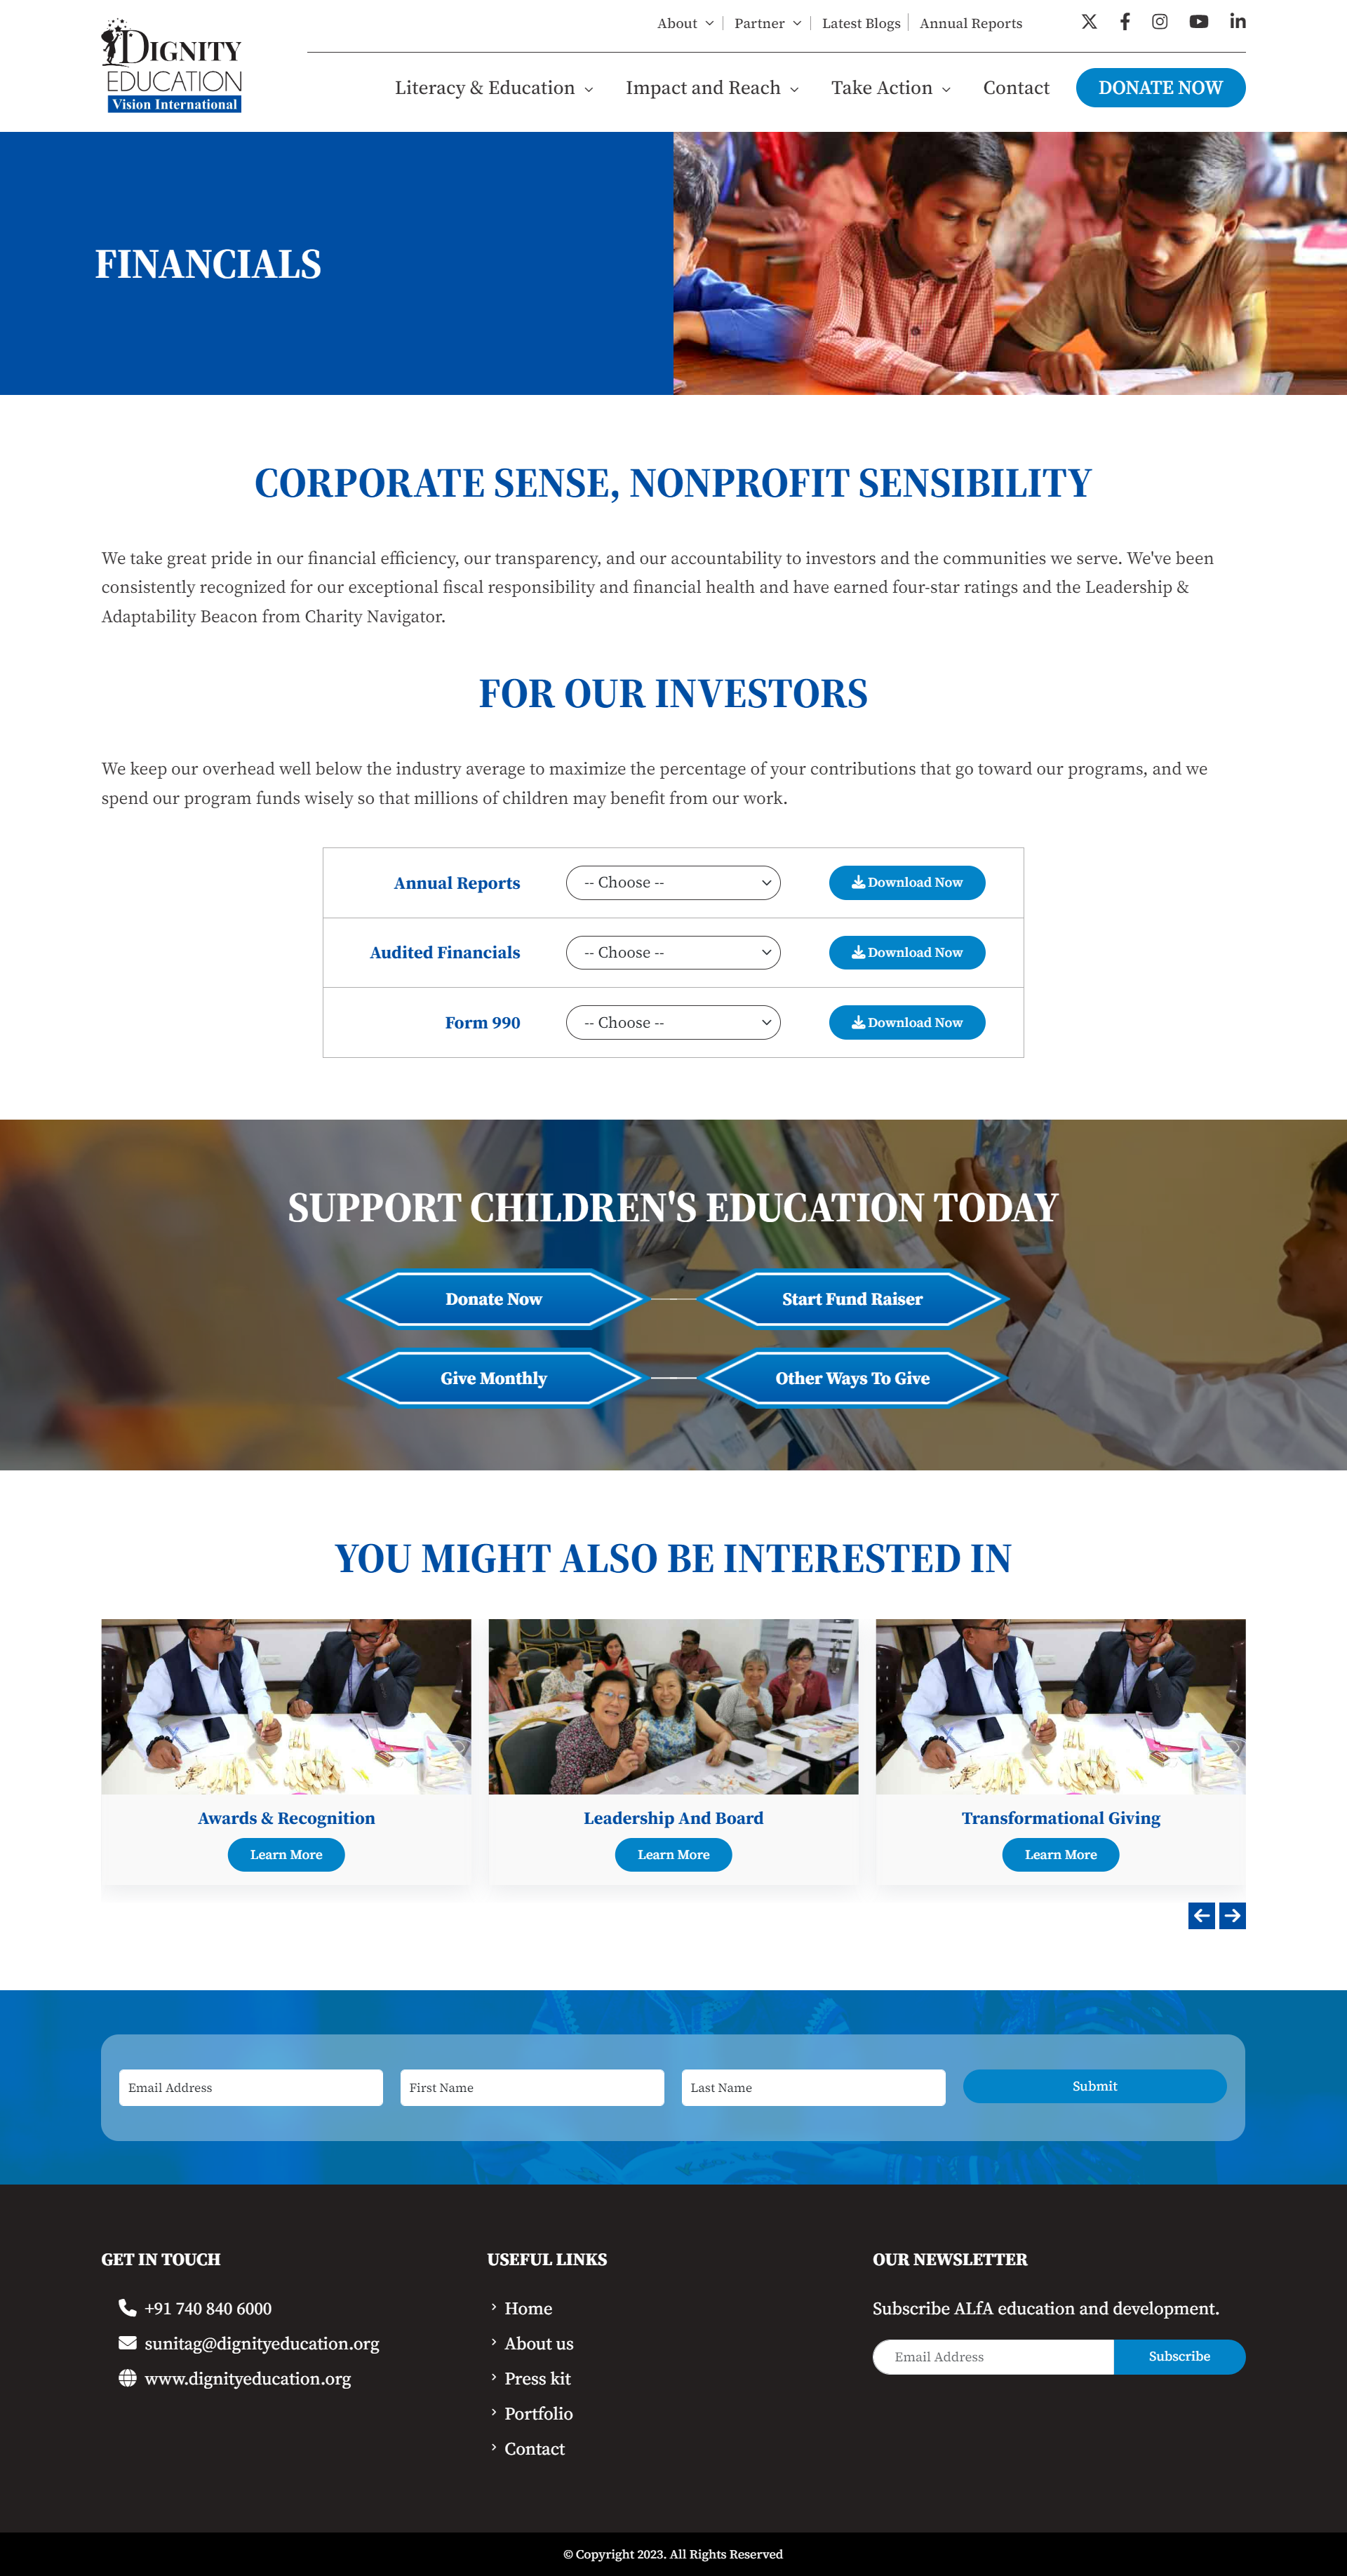 DIGNITY
EDUCATION
Vision International
About
Partner
Latest Blogs
Annual Reports
Literacy & Education
Impact and Reach
Take Action
Contact
DONATE NOW
FINANCIALS
CORPORATE SENSE, NONPROFIT SENSIBILITY
We take great pride in our financial efficiency, our transparency, and our accountability to investors and the communities we serve. We've been
consistently recognized for our exceptional fiscal responsibility and financial health and have earned four-star ratings and the Leadership &
Adaptability Beacon from Charity Navigator.
FOR OUR INVESTORS
We keep our overhead well below the industry average to maximize the percentage of your contributions that go toward our programs, and we
spend our program funds wisely so that millions of children may benefit from our work.
Annual Reports
-- Choose --
Download Now
Audited Financials
-- Choose --
Download Now
Form 990
-- Choose --
Download Now
SUPPORT CHILDREN'S EDUCATION TODAY
Donate Now
Start Fund Raiser
Give Monthly
Other Ways To Give
YOU MIGHT ALSO BE INTERESTED IN
Awards & Recognition
Learn More
Leadership And Board
Learn More
Transformational Giving
Learn More
Email Address
First Name
Last Name
Submit
GET IN TOUCH
+91 740 840 6000
sunitag@dignityeducation.org
www.dignityeducation.org
USEFUL LINKS
Home
About us
Press kit
Portfolio
Contact
OUR NEWSLETTER
Subscribe ALfA education and development.
Email Address
Subscribe
© Copyright 2023. All Rights Reserved